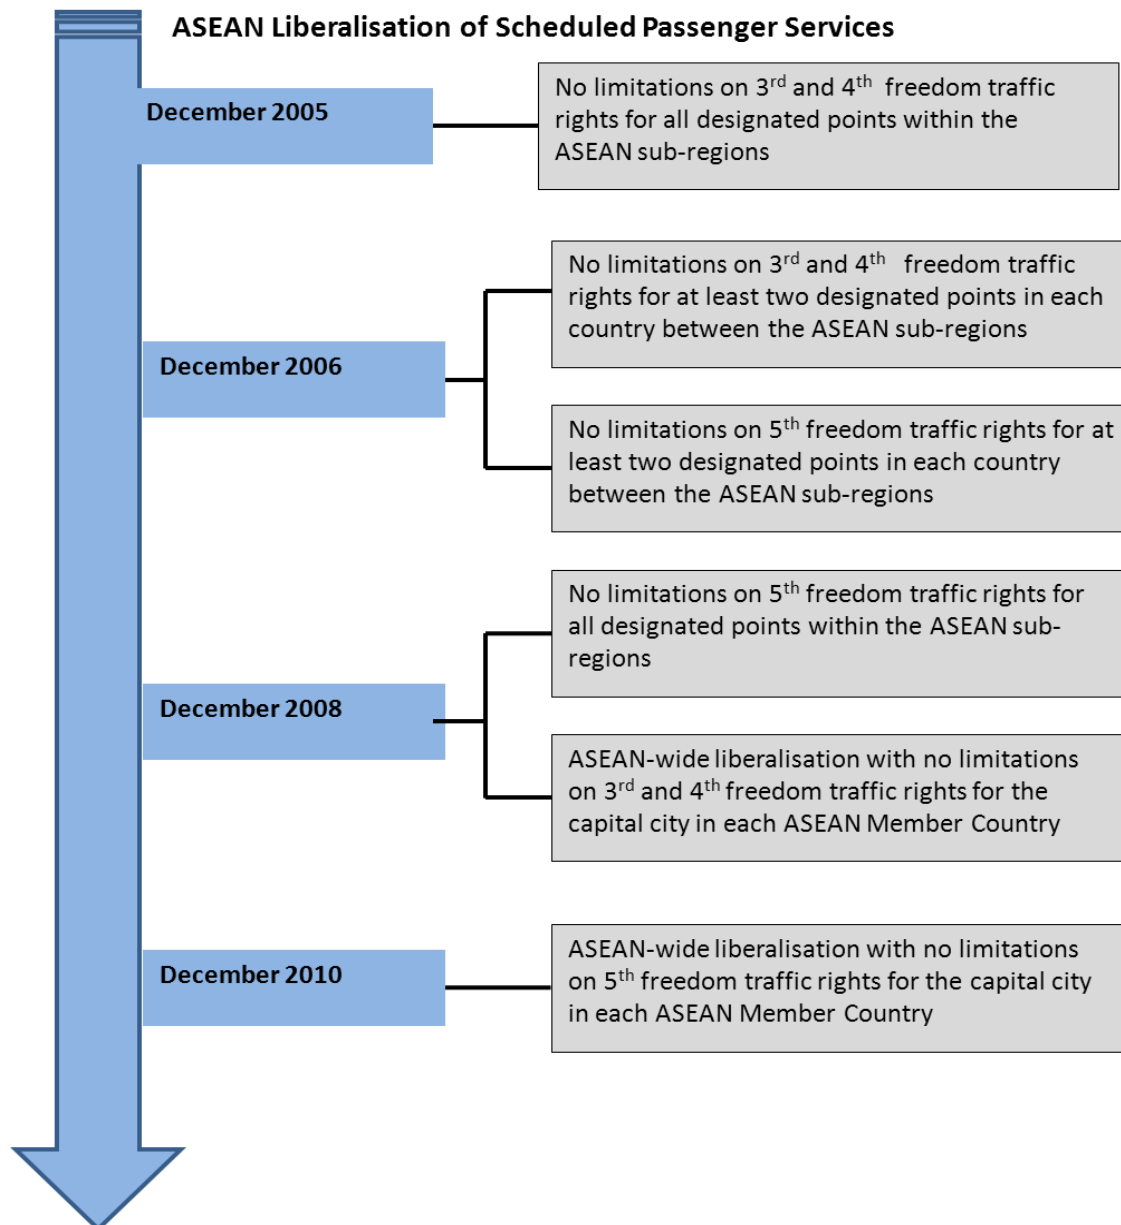 ASEAN Liberalisation of Scheduled Passenger Services
December 2005
No limitations on 3rd and 4th freedom traffic
rights for all designated points within the
ASEAN sub-regions
December 2006
No limitations on 3rd and 4th freedom traffic
rights for at least two designated points in each
country between the ASEAN sub-regions
No limitations on 5th freedom traffic rights for at
least two designated points in each country
between the ASEAN sub-regions
December 2008
No limitations on 5th freedom traffic rights for
all designated points within the ASEAN sub-
regions
ASEAN-wide liberalisation with no limitations
on 3rd and 4th freedom traffic rights for the
capital city in each ASEAN Member Country
December 2010
ASEAN-wide liberalisation with no limitations
on 5th freedom traffic rights for the capital city
in each ASEAN Member Country